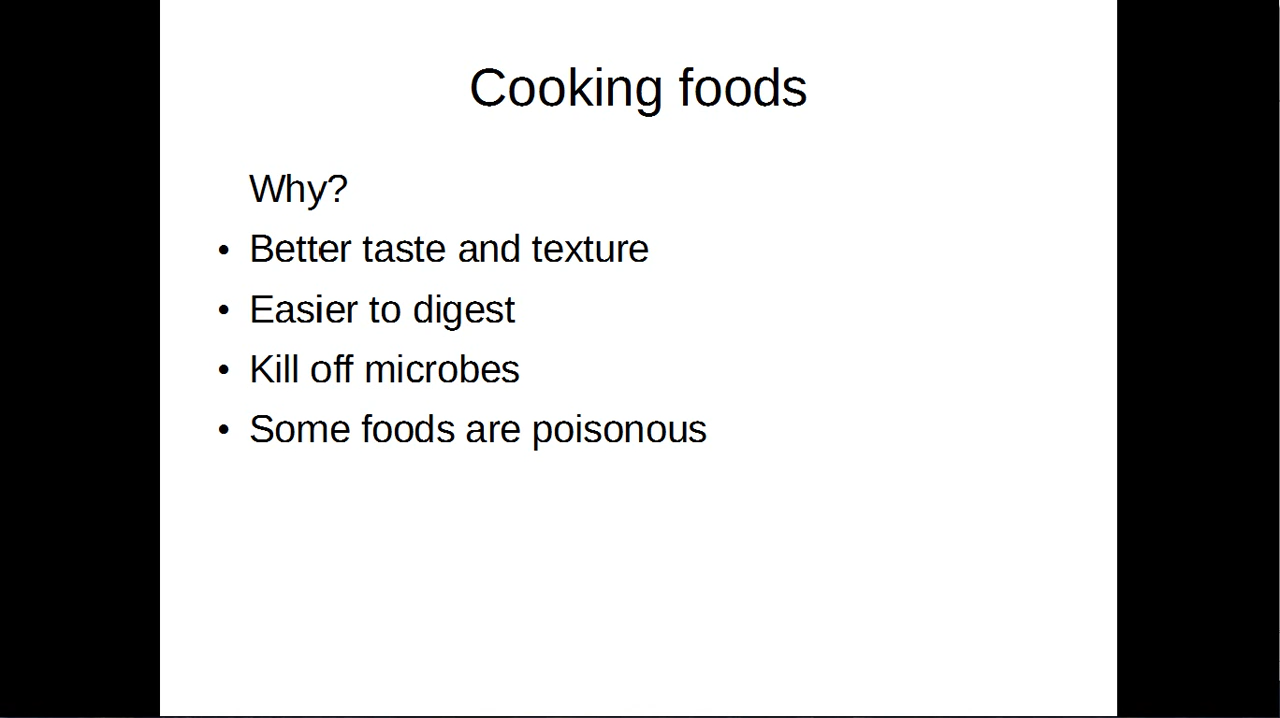 Cooking foods
Why?
• Better taste and texture
• Easier to digest
• Kill off microbes
• Some foods are poisonous